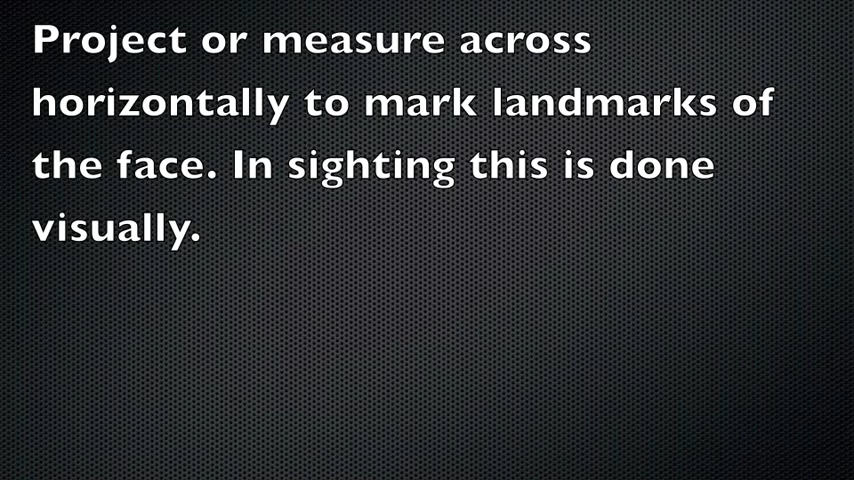 Project or measure across
horizontally to mark landmarks of
the face. In sighting this is done
visually.